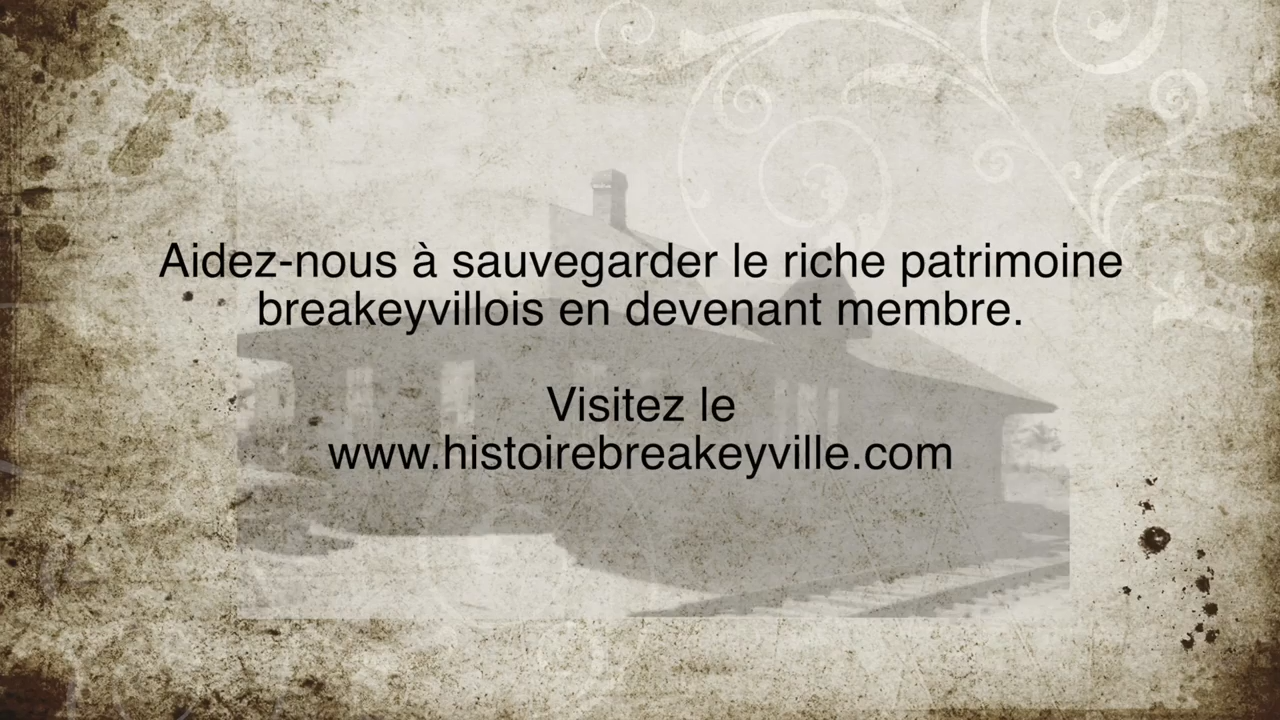 Aidez-nous à sauvegarder le riche patrimoine
breakeyvillois en devenant membre.
Visitez le
www.histoirebreakeyville.com